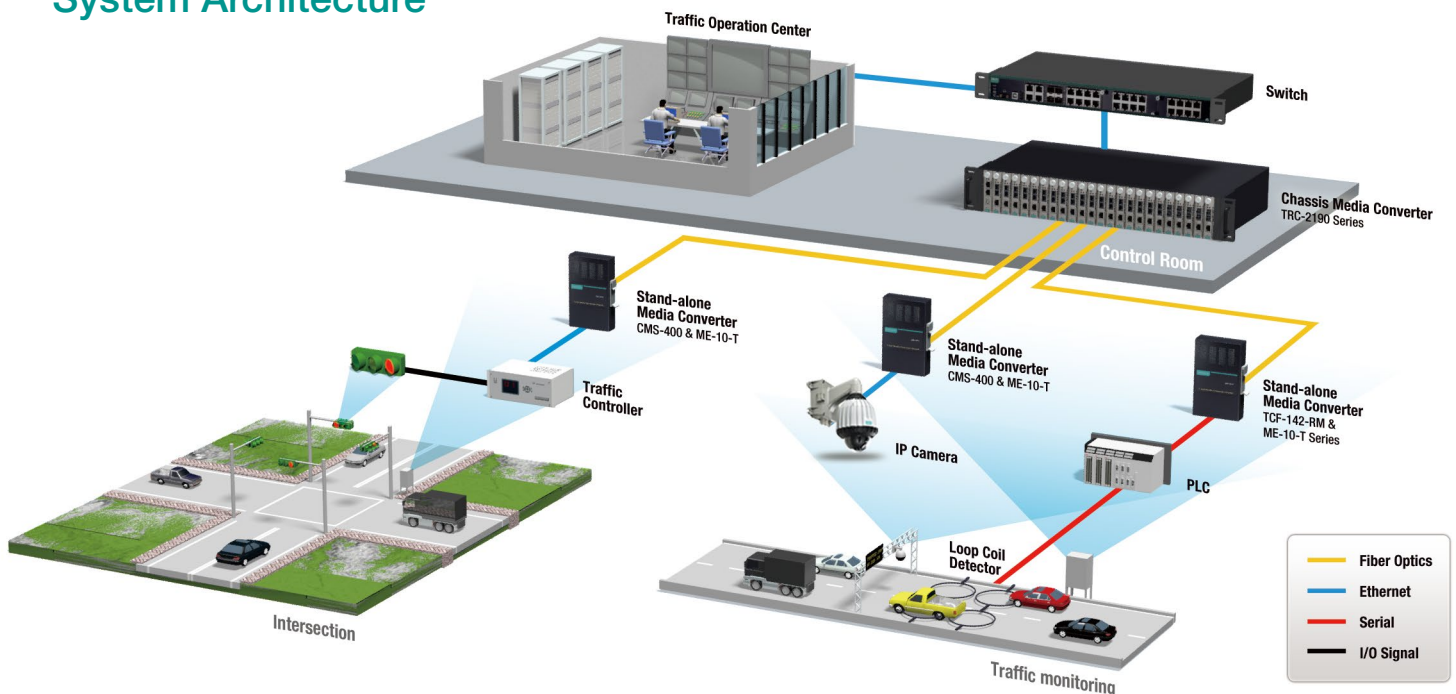 System Architecture
Traffic Operation Center
Switch
Chassis Media Converter
TRC-2190 Series
Control Room
Stand-alone
Media Converter
CMS-400 & ME-10-T
Traffic
Controller
Stand-alone
Media Converter
CMS-400 & ME-10-T
IP Camera
Stand-alone
Media Converter
TCF-142-RM &
ME-10-T Series
PLC
Loop Coil
Detector
Intersection
Traffic monitoring
Fiber Optics
Ethernet
Serial
I/O Signal